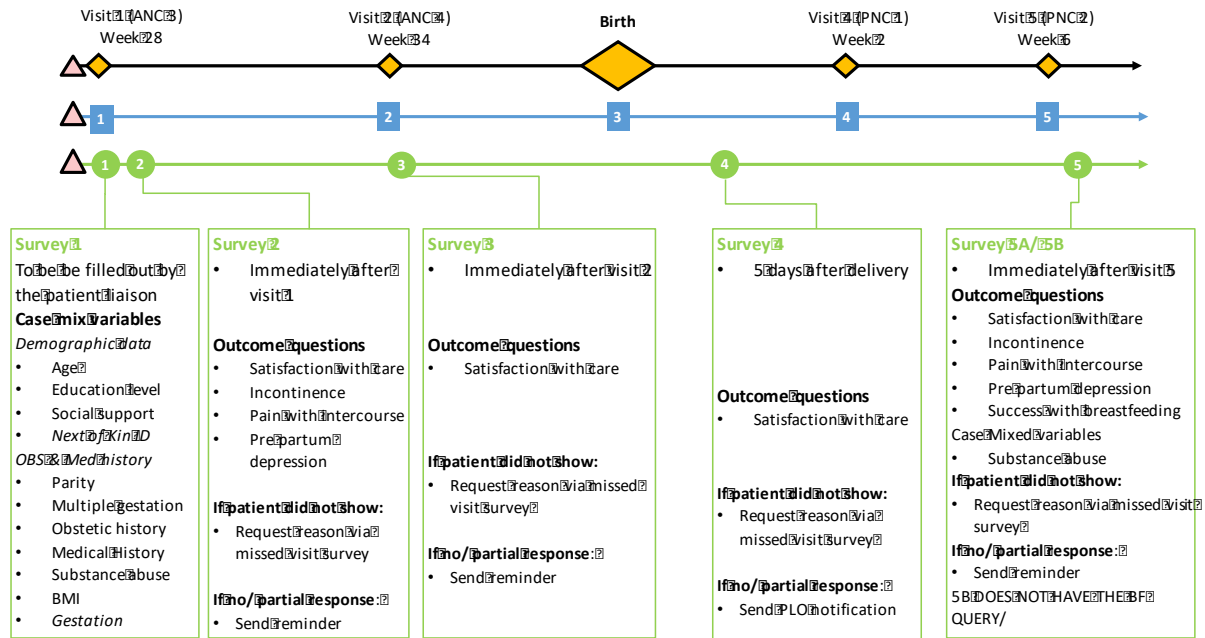 Visit 1 (ANC 3)
Week 28
Visit 2 (ANC 4)
Week 34
Birth
Visit 4 (PNC 1)
Week 2
Visit 5 (PNC 2)
Week 6
1
2
3
4
5
1
2
3
4
5
Survey 1
To be be filled out by
the patient liaison
Case mix variables
Demographic data
• Age
• Education level
• Social support
• Next of Kin ID
OBS & Med history
• Parity
• Multiple gestation
• Obstetic history
• Medical History
• Substance abuse
• BMI
• Gestation
Survey 2
• Immediately after
visit 1
Outcome questions
• Satisfaction with care
• Incontinence
• Pain with Intercourse
• Pre partum
depression
If patient did not show:
• Request reason via
missed visit survey
If no/ partial response:
• Send reminder
Survey 3
• Immediately after visit 2
Outcome questions
• Satisfaction with care
If patient did not show:
• Request reason via missed
visit survey
If no/ partial response:
• Send reminder
Survey 4
• 5 days after delivery
Outcome questions
• Satisfaction with care
If patient did not show:
• Request reason via
missed visit survey
If no/ partial response:
• Send PLO notification
Survey 5A/ 5B
• Immediately after visit 5
Outcome questions
• Satisfaction with care
• Incontinence
• Pain with Intercourse
• Pre partum depression
• Success with breastfeeding
Case Mixed variables
• Substance abuse
If patient did not show:
• Request reason via missed visit
survey
If no/ partial response:
• Send reminder
5B DOES NOT HAVE THE BF
QUERY/